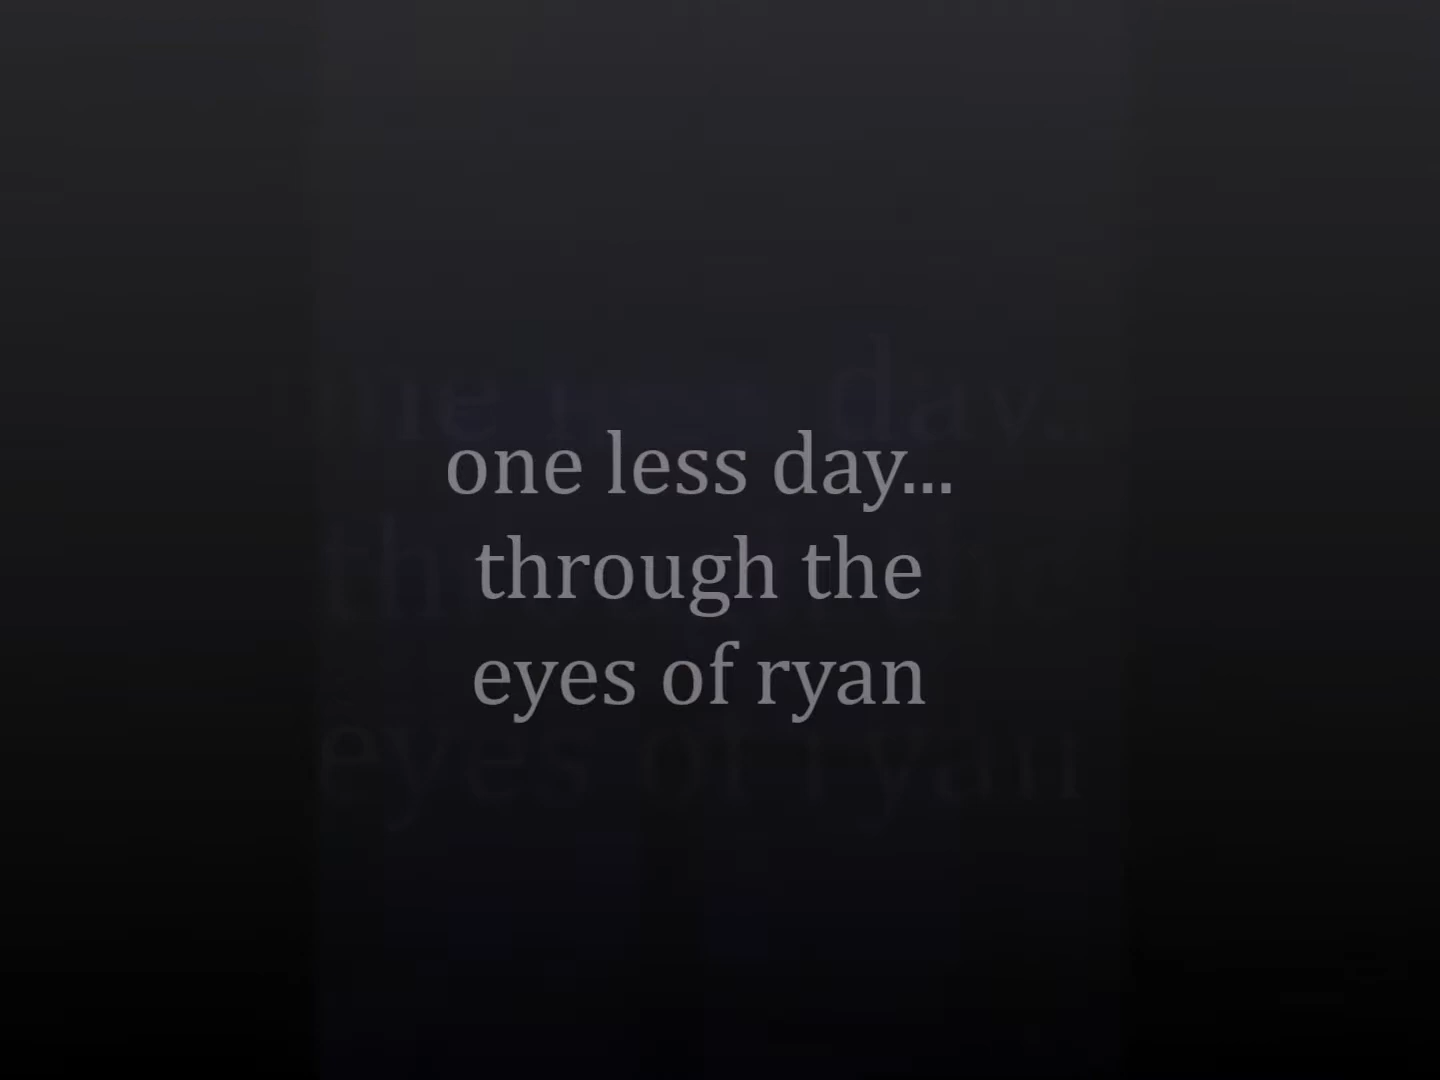 one less day...
through the
eyes of ryan